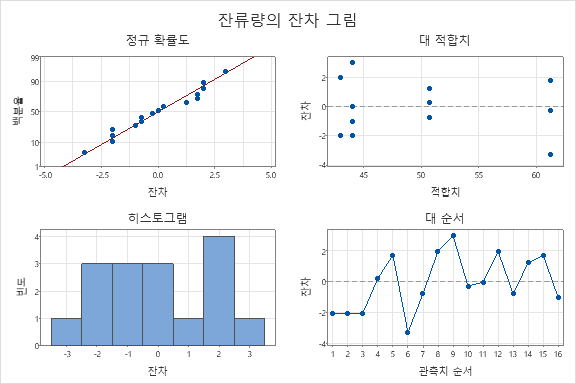 잔류량의 잔차 그림
정규 확률도
99
90
50
10
1
백분율
-5.0 -2.5 0.0 2.5 5.0
잔차
대 적합치
2
0
-2
-4
잔차
45 50 55 60
적합치
히스토그램
4
3
2
1
0
빈도
-3 -2 -1 0 1 2 3
잔차
대 순서
2
0
-2
-4
잔차
1 2 3 4 5 6 7 8 9 10 11 12 13 14 15 16
관측치 순서